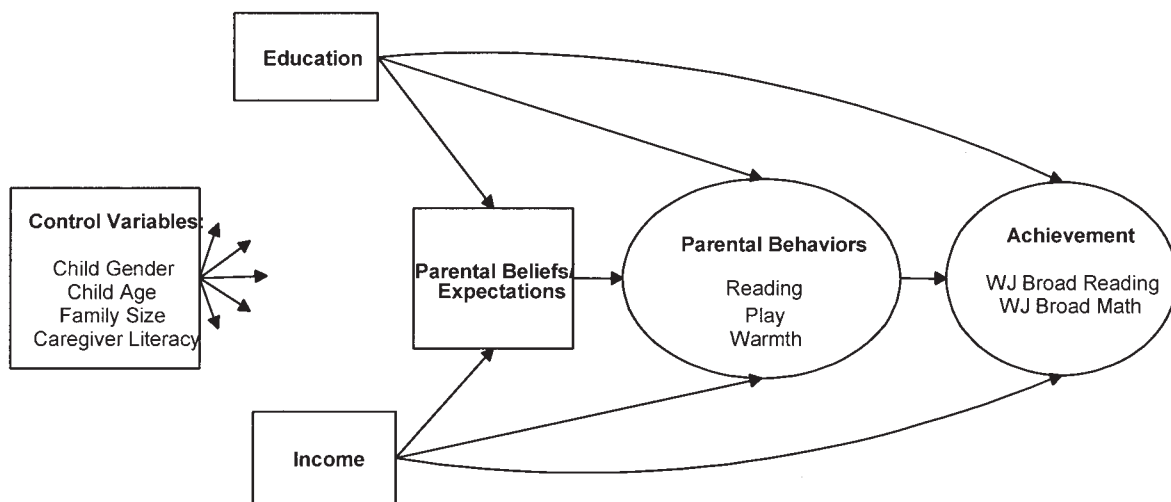 Education
Control Variables:
Child Gender
Child Age
Family Size
Caregiver Literacy
Parental Beliefs/
Expectations
Parental Behaviors
Reading
Play
Warmth
Achievement
WJ Broad Reading
WJ Broad Math
Income